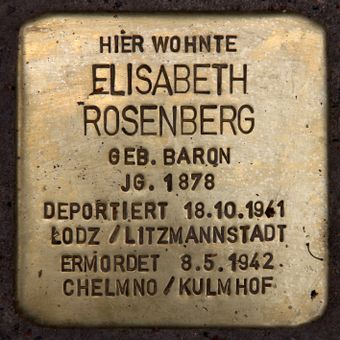 HIER WOHNTE
ELISABETH
ROSENBERG
GEB. BARON
JG. 1878
DEPORTIERT 18.10.1941
ŁODZ / LITZMANNSTADT
ERMORDET 8.5.1942
CHELMNO / KULMHOF